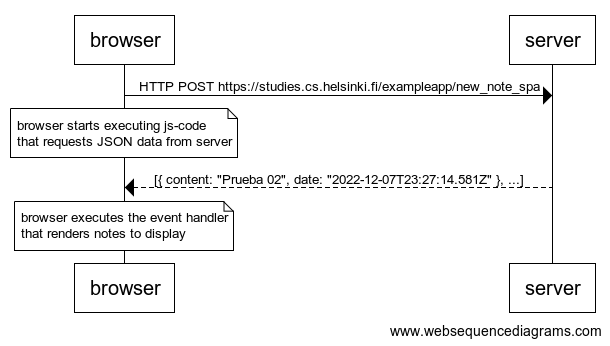 browser
server
HTTP POST https://studies.cs.helsinki.fi/exampleapp/new_note_spa
browser starts executing js-code
that requests JSON data from server
[{ content: "Prueba 02", date: "2022-12-07T23:27:14.581Z" }, ...]
browser executes the event handler
that renders notes to display
browser
server
www.websequencediagrams.com